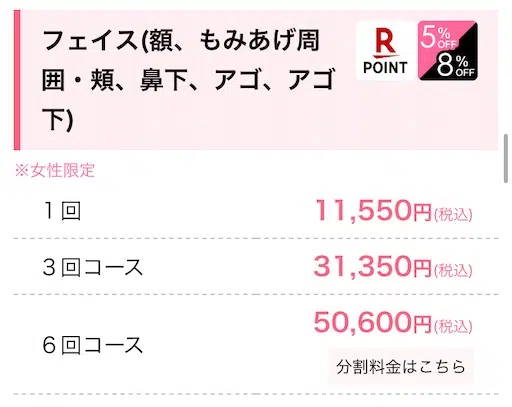 フェイス(額、もみあげ周
囲・頬、鼻下、アゴ、アゴ
下)
R
POINT
5%
OFF
8%
OFF
※女性限定
1回
11,550円(税込)
3回コース
31,350円(税込)
6回コース
50,600円(税込)
分割料金はこちら